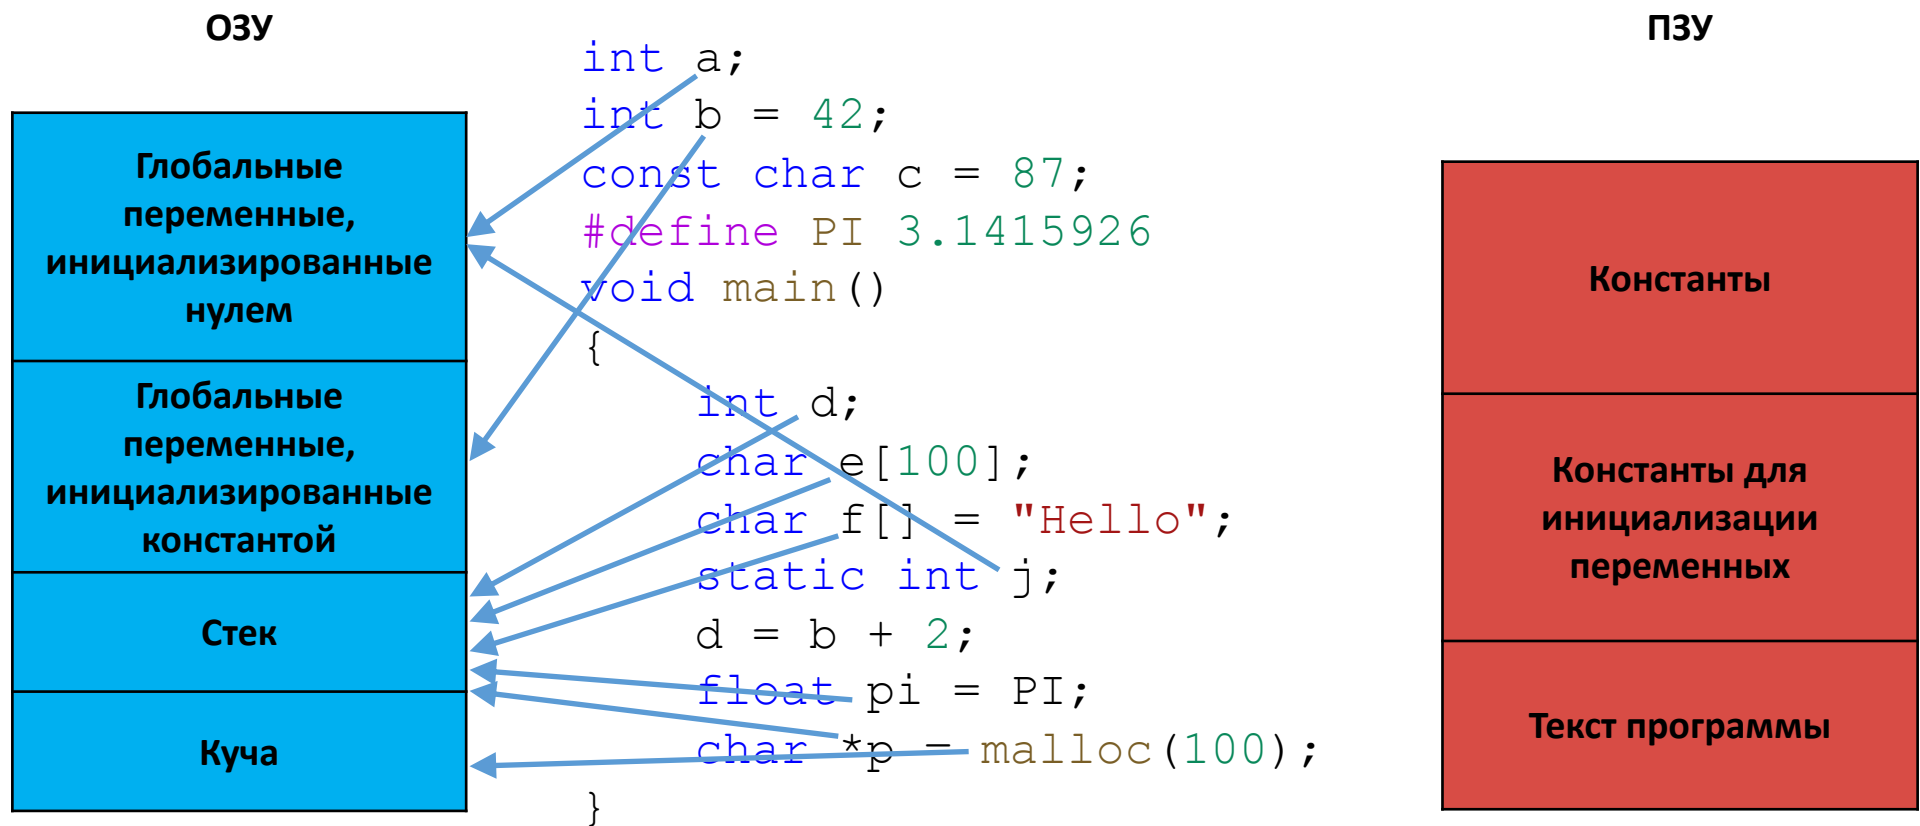 ОЗУ
Глобальные
переменные,
инициализированные
нулем
Глобальные
переменные,
инициализированные
константой
Стек
Куча
int a;
int b = 42;
const char c = 87;
#define PI 3.1415926
void main()
{
int d;
char e[100];
char f[] = "Hello";
static int j;
d = b + 2;
float pi = PI;
char *p = malloc(100);
}
ПЗУ
Константы
Константы для
инициализации
переменных
Текст программы